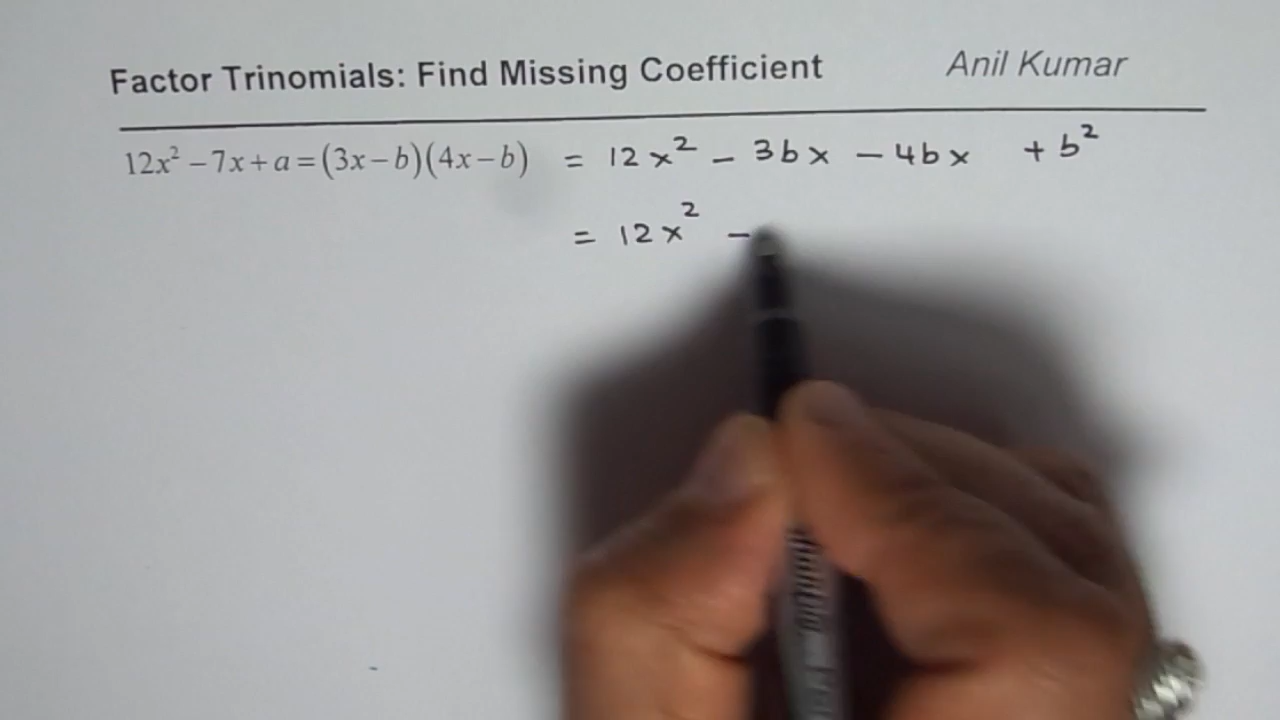 Factor Trinomials: Find Missing Coefficient Anil Kumar
12x² − 7x + a = (3x − b)(4x − b) = 12x² − 3bx − 4bx + b²
= 12x² −